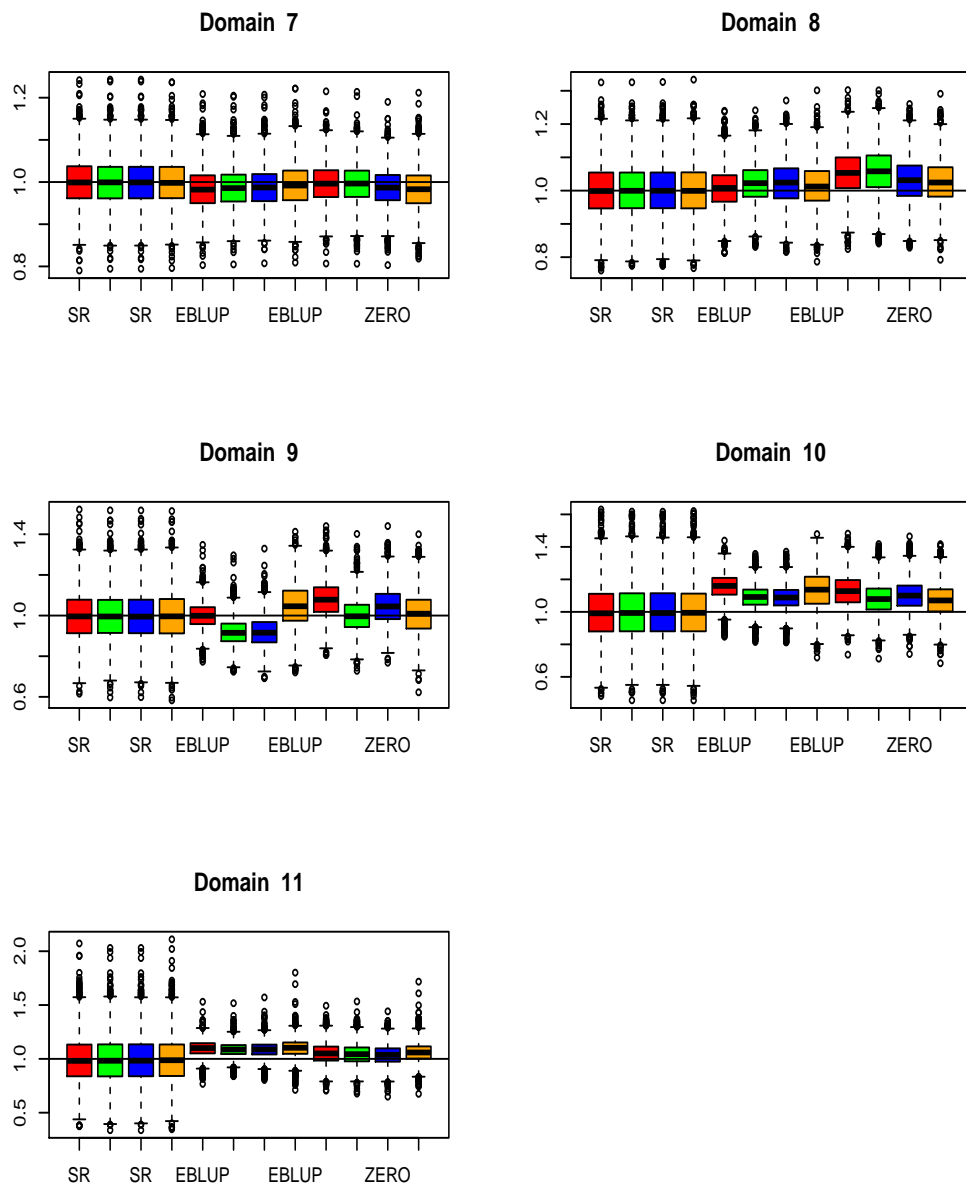 Domain 7
1.2
1.0
0.8
SR SR EBLUP EBLUP ZERO
Domain 8
1.2
1.0
0.8
SR SR EBLUP EBLUP ZERO
Domain 9
1.4
1.0
0.6
SR SR EBLUP EBLUP ZERO
Domain 10
1.4
1.0
0.6
SR SR EBLUP EBLUP ZERO
Domain 11
2.0
1.5
1.0
0.5
SR SR EBLUP EBLUP ZERO